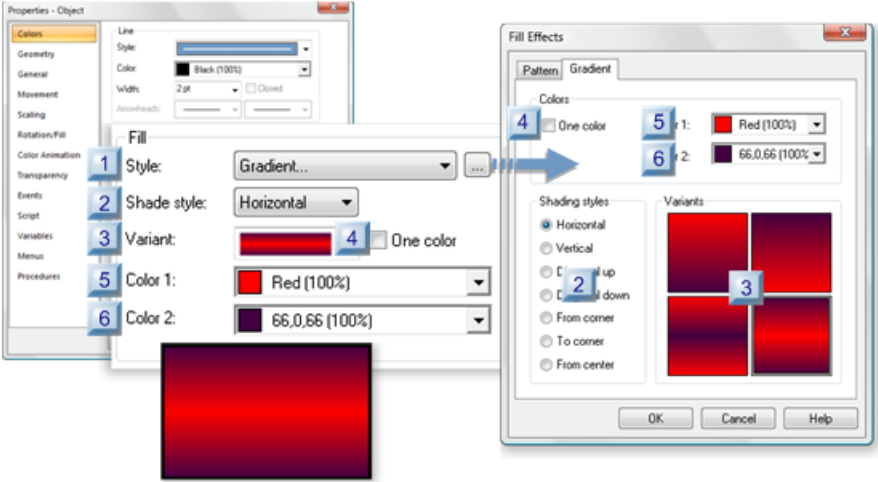 Properties - Object
Colors
Geometry
General
Movement
Scaling
Rotation/Fill
Color Animation
Transparency
Events
Script
Variables
Menus
Procedures
Line
Style:
Color: Black (100%)
Width: 2 pt Closed
Arrowheads:
Fill
1 Style: Gradient... ...
2 Shade style: Horizontal
3 Variant: 4 One color
5 Color 1: Red (100%)
6 Color 2: 66,0,66 (100%)
Fill Effects
Pattern Gradient
Colors
4 One color 5 r 1: Red (100%)
6 r 2: 66,0,66 (100%
Shading styles
Horizontal
Vertical
D l up
2
D l down
From corner
To corner
From center
Variants
3
OK Cancel Help